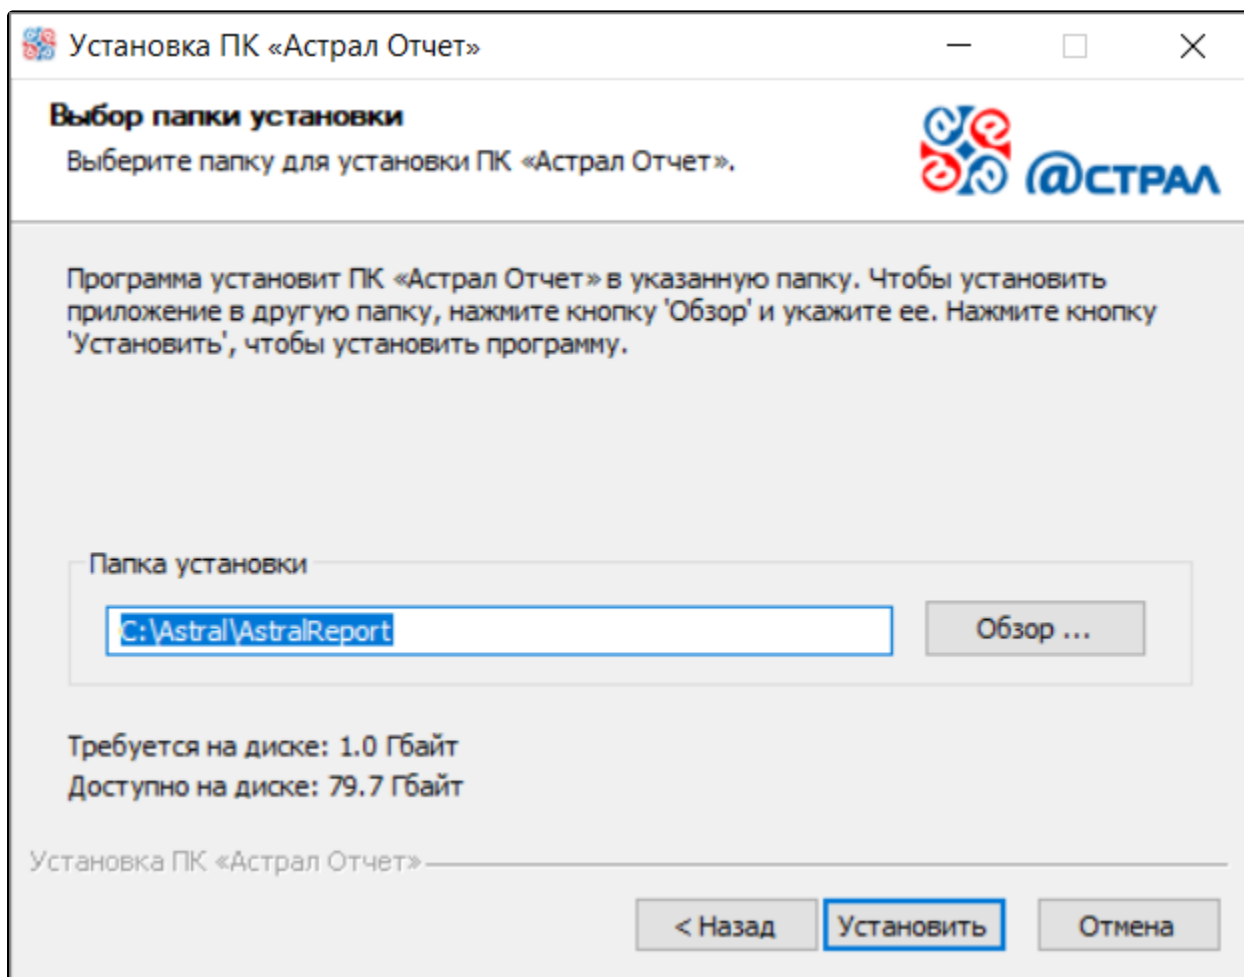 Установка ПК «Астрал Отчет»
Выбор папки установки
Выберите папку для установки ПК «Астрал Отчет».
@СТРАЛ
Программа установит ПК «Астрал Отчет» в указанную папку. Чтобы установить
приложение в другую папку, нажмите кнопку 'Обзор' и укажите ее. Нажмите кнопку
'Установить', чтобы установить программу.
Папка установки
C:\Astral\AstralReport
Обзор ...
Требуется на диске: 1.0 Гбайт
Доступно на диске: 79.7 Гбайт
Установка ПК «Астрал Отчет»
< Назад Установить Отмена